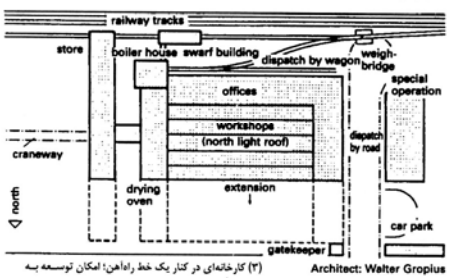 railway tracks
store
boiler house
swarf building
dispatch by wagon
weigh-
bridge
special
operation
offices
workshops
(north light roof)
dispatch
by road
craneway
drying
oven
extension
north
car park
gatekeeper
Architect: Walter Gropius
(۳) کارخانه‌ای در کنار یک خط راه‌آهن؛ امکان توسعه به